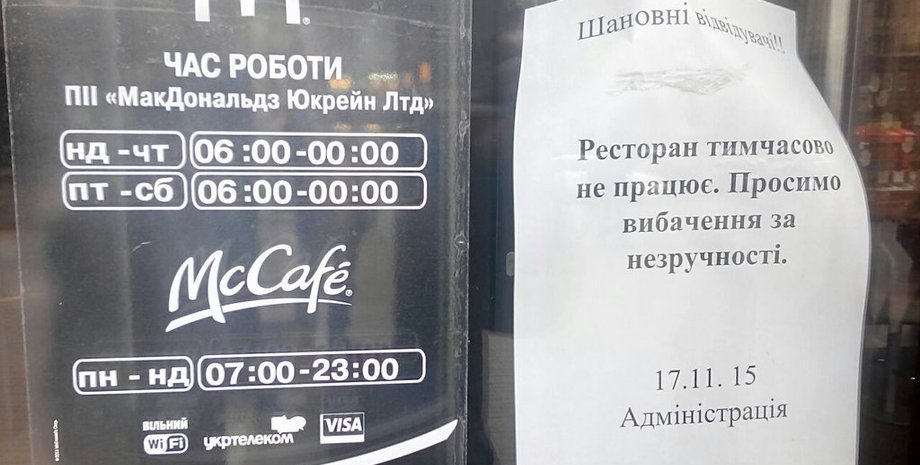 ЧАС РОБОТИ
ПІІ «МакДональдз Юкрейн Лтд»
нд - чт 06:00-00:00
пт - сб 06:00-00:00
McCafé®
пн - нд 07:00-23:00
ВІЛЬНИЙ
Wi Fi
укртелеком
VISA
Шановні відвідувачі!!
Ресторан тимчасово
не працює. Просимо
вибачення за
незручності.
17.11. 15
Адміністрація